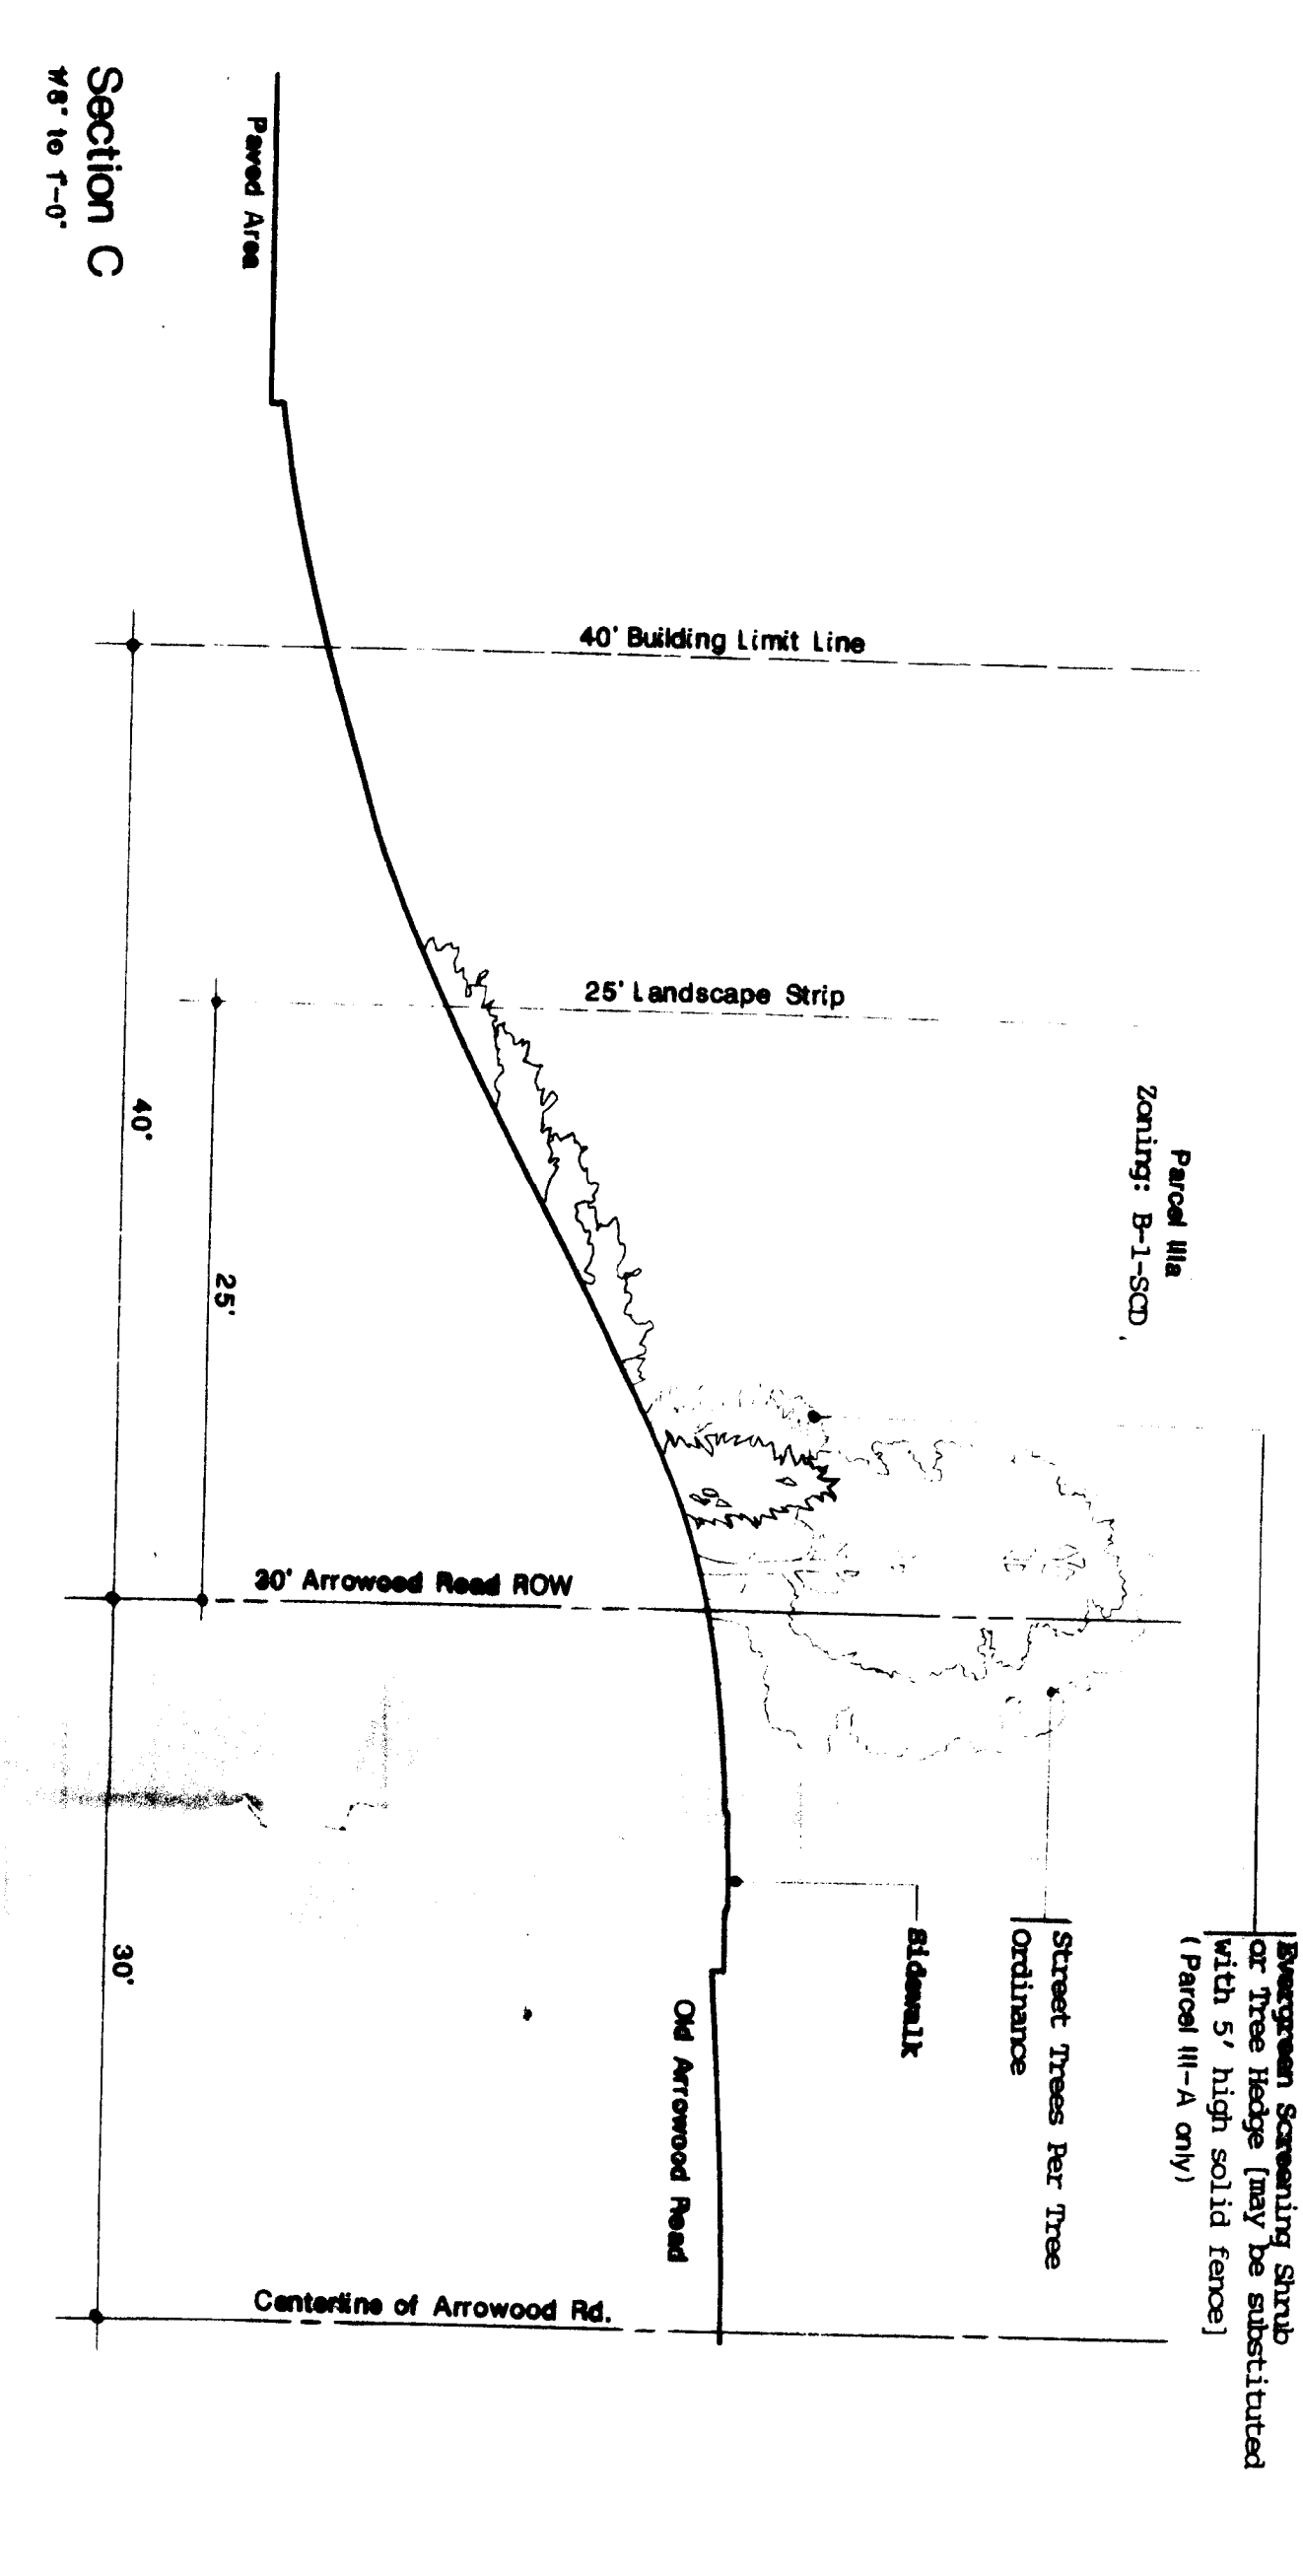 Evergreen Screening Shrub
or Tree Hedge [may be substituted
with 5' high solid fence]
(Parcel III-A only)
Parcel IIIa
Zoning: B-1-SCD
Street Trees Per Tree
Ordinance
Sidewalk
40' Building Limit Line
25' Landscape Strip
Old Arrowood Road
30' Arrowood Road ROW
Centerline of Arrowood Rd.
Paved Area
25'
40'
30'
Section C
to 1'-0"